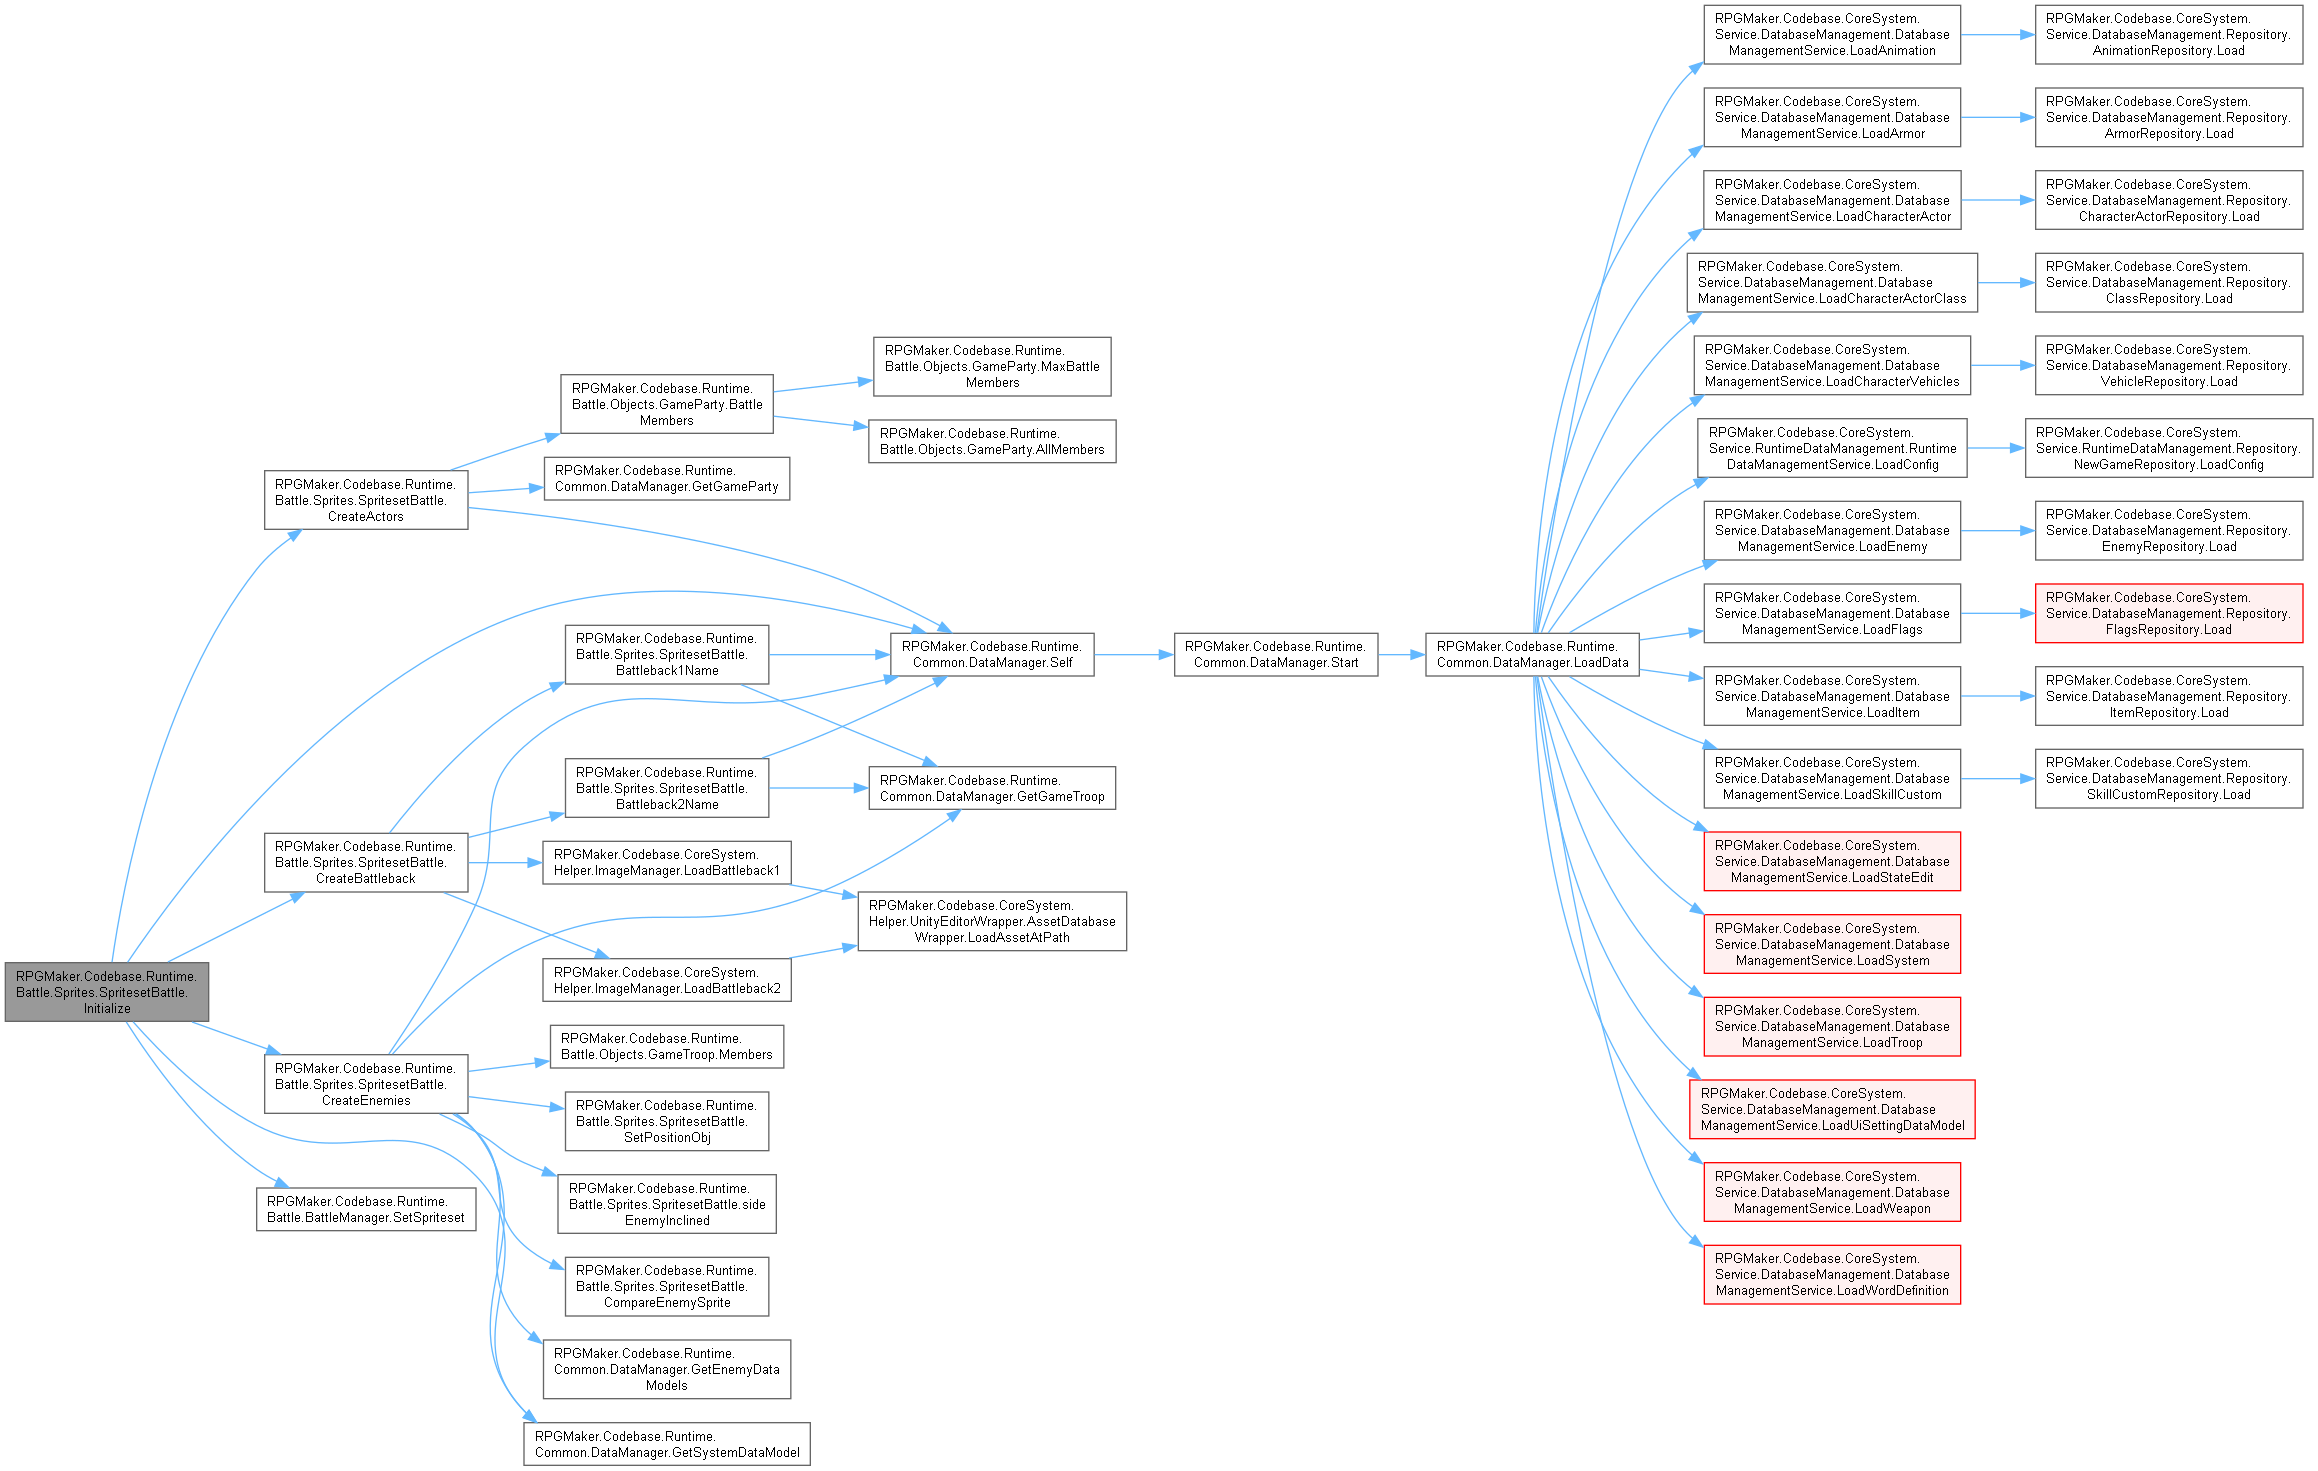 RPGMaker.Codebase.Runtime.
Battle.Sprites.SpritesetBattle.
Initialize
RPGMaker.Codebase.Runtime.
Battle.Sprites.SpritesetBattle.
CreateActors
RPGMaker.Codebase.Runtime.
Battle.Sprites.SpritesetBattle.
CreateBattleback
RPGMaker.Codebase.Runtime.
Battle.Sprites.SpritesetBattle.
CreateEnemies
RPGMaker.Codebase.Runtime.
Battle.BattleManager.SetSpriteset
RPGMaker.Codebase.Runtime.
Battle.Objects.GameParty.Battle
Members
RPGMaker.Codebase.Runtime.
Common.DataManager.GetGameParty
RPGMaker.Codebase.Runtime.
Battle.Sprites.SpritesetBattle.
Battleback1Name
RPGMaker.Codebase.Runtime.
Battle.Sprites.SpritesetBattle.
Battleback2Name
RPGMaker.Codebase.CoreSystem.
Helper.ImageManager.LoadBattleback1
RPGMaker.Codebase.CoreSystem.
Helper.ImageManager.LoadBattleback2
RPGMaker.Codebase.Runtime.
Battle.Objects.GameTroop.Members
RPGMaker.Codebase.Runtime.
Battle.Sprites.SpritesetBattle.
SetPositionObj
RPGMaker.Codebase.Runtime.
Battle.Sprites.SpritesetBattle.side
EnemyInclined
RPGMaker.Codebase.Runtime.
Battle.Sprites.SpritesetBattle.
CompareEnemySprite
RPGMaker.Codebase.Runtime.
Common.DataManager.GetEnemyData
Models
RPGMaker.Codebase.Runtime.
Common.DataManager.GetSystemDataModel
RPGMaker.Codebase.Runtime.
Battle.Objects.GameParty.MaxBattle
Members
RPGMaker.Codebase.Runtime.
Battle.Objects.GameParty.AllMembers
RPGMaker.Codebase.Runtime.
Common.DataManager.Self
RPGMaker.Codebase.Runtime.
Common.DataManager.GetGameTroop
RPGMaker.Codebase.CoreSystem.
Helper.UnityEditorWrapper.AssetDatabase
Wrapper.LoadAssetAtPath
RPGMaker.Codebase.Runtime.
Common.DataManager.Start
RPGMaker.Codebase.Runtime.
Common.DataManager.LoadData
RPGMaker.Codebase.CoreSystem.
Service.DatabaseManagement.Database
ManagementService.LoadAnimation
RPGMaker.Codebase.CoreSystem.
Service.DatabaseManagement.Database
ManagementService.LoadArmor
RPGMaker.Codebase.CoreSystem.
Service.DatabaseManagement.Database
ManagementService.LoadCharacterActor
RPGMaker.Codebase.CoreSystem.
Service.DatabaseManagement.Database
ManagementService.LoadCharacterActorClass
RPGMaker.Codebase.CoreSystem.
Service.DatabaseManagement.Database
ManagementService.LoadCharacterVehicles
RPGMaker.Codebase.CoreSystem.
Service.RuntimeDataManagement.Runtime
DataManagementService.LoadConfig
RPGMaker.Codebase.CoreSystem.
Service.DatabaseManagement.Database
ManagementService.LoadEnemy
RPGMaker.Codebase.CoreSystem.
Service.DatabaseManagement.Database
ManagementService.LoadFlags
RPGMaker.Codebase.CoreSystem.
Service.DatabaseManagement.Database
ManagementService.LoadItem
RPGMaker.Codebase.CoreSystem.
Service.DatabaseManagement.Database
ManagementService.LoadSkillCustom
RPGMaker.Codebase.CoreSystem.
Service.DatabaseManagement.Database
ManagementService.LoadStateEdit
RPGMaker.Codebase.CoreSystem.
Service.DatabaseManagement.Database
ManagementService.LoadSystem
RPGMaker.Codebase.CoreSystem.
Service.DatabaseManagement.Database
ManagementService.LoadTroop
RPGMaker.Codebase.CoreSystem.
Service.DatabaseManagement.Database
ManagementService.LoadUiSettingDataModel
RPGMaker.Codebase.CoreSystem.
Service.DatabaseManagement.Database
ManagementService.LoadWeapon
RPGMaker.Codebase.CoreSystem.
Service.DatabaseManagement.Database
ManagementService.LoadWordDefinition
RPGMaker.Codebase.CoreSystem.
Service.DatabaseManagement.Repository.
AnimationRepository.Load
RPGMaker.Codebase.CoreSystem.
Service.DatabaseManagement.Repository.
ArmorRepository.Load
RPGMaker.Codebase.CoreSystem.
Service.DatabaseManagement.Repository.
CharacterActorRepository.Load
RPGMaker.Codebase.CoreSystem.
Service.DatabaseManagement.Repository.
ClassRepository.Load
RPGMaker.Codebase.CoreSystem.
Service.DatabaseManagement.Repository.
VehicleRepository.Load
RPGMaker.Codebase.CoreSystem.
Service.RuntimeDataManagement.Repository.
NewGameRepository.LoadConfig
RPGMaker.Codebase.CoreSystem.
Service.DatabaseManagement.Repository.
EnemyRepository.Load
RPGMaker.Codebase.CoreSystem.
Service.DatabaseManagement.Repository.
FlagsRepository.Load
RPGMaker.Codebase.CoreSystem.
Service.DatabaseManagement.Repository.
ItemRepository.Load
RPGMaker.Codebase.CoreSystem.
Service.DatabaseManagement.Repository.
SkillCustomRepository.Load